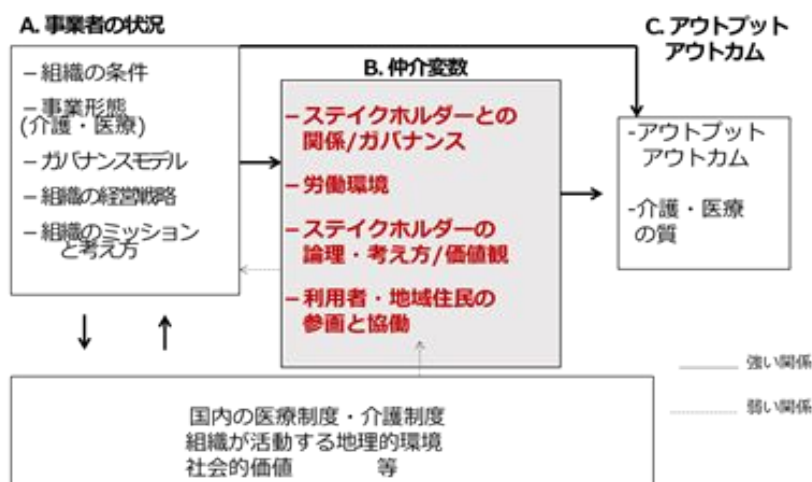 A. 事業者の状況
– 組織の条件
– 事業形態
(介護・医療)
– ガバナンスモデル
– 組織の経営戦略
– 組織のミッション
と考え方
B. 仲介変数
– ステイクホルダーとの
関係/ガバナンス
– 労働環境
– ステイクホルダーの
論理・考え方/価値観
– 利用者・地域住民の
参画と協働
C. アウトプット
アウトカム
-アウトプット
アウトカム
-介護・医療
の質
強い関係
弱い関係
国内の医療制度・介護制度
組織が活動する地理的環境
社会的価値 等